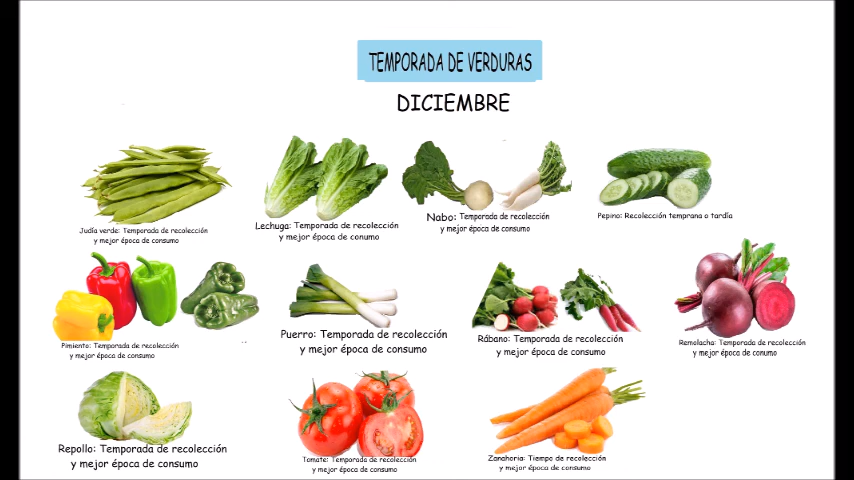 TEMPORADA DE VERDURAS
DICIEMBRE
Judía verde: Temporada de recolección
y mejor época de consumo
Lechuga: Temporada de recolección
y mejor época de conumo
Nabo: Temporada de recolección
y mejor época de consumo
Pepino: Recolección temprana o tardía
Pimiento: Temporada de recolección
y mejor época de consumo
Puerro: Temporada de recolección
y mejor época de consumo
Rábano: Temporada de recolección
y mejor época de consumo
Remolacha: Temporada de recolección
y mejor época de conumo
Repollo: Temporada de recolección
y mejor época de consumo
Tomate: Temporada de recolección
y mejor época de consumo
Zanahoria: Tiempo de recolección
y mejor época de consumo